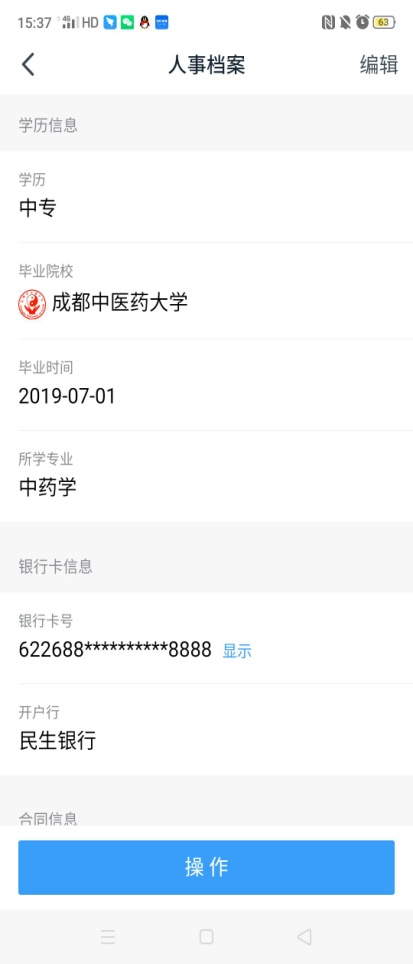 15:37 46 HD 63
人事档案 编辑
学历信息
学历
中专
毕业院校
成都中医药大学
毕业时间
2019-07-01
所学专业
中药学
银行卡信息
银行卡号
622688**********8888 显示
开户行
民生银行
合同信息
操作